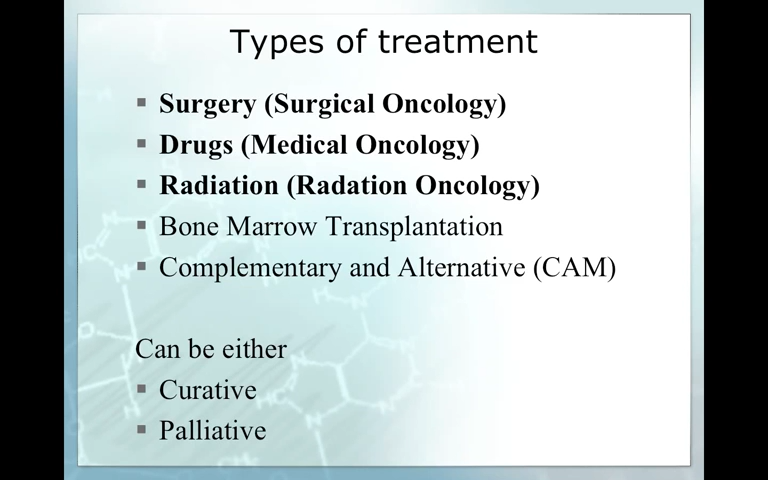 Types of treatment
▪ Surgery (Surgical Oncology)
▪ Drugs (Medical Oncology)
▪ Radiation (Radation Oncology)
▪ Bone Marrow Transplantation
▪ Complementary and Alternative (CAM)
Can be either
▪ Curative
▪ Palliative